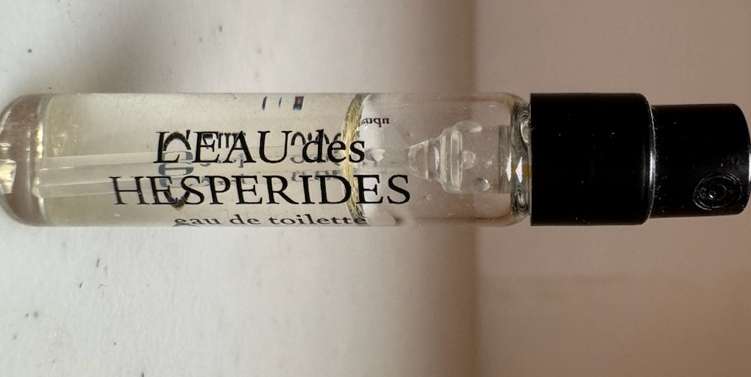 L'EAU des
HESPERIDES
eau de toilette